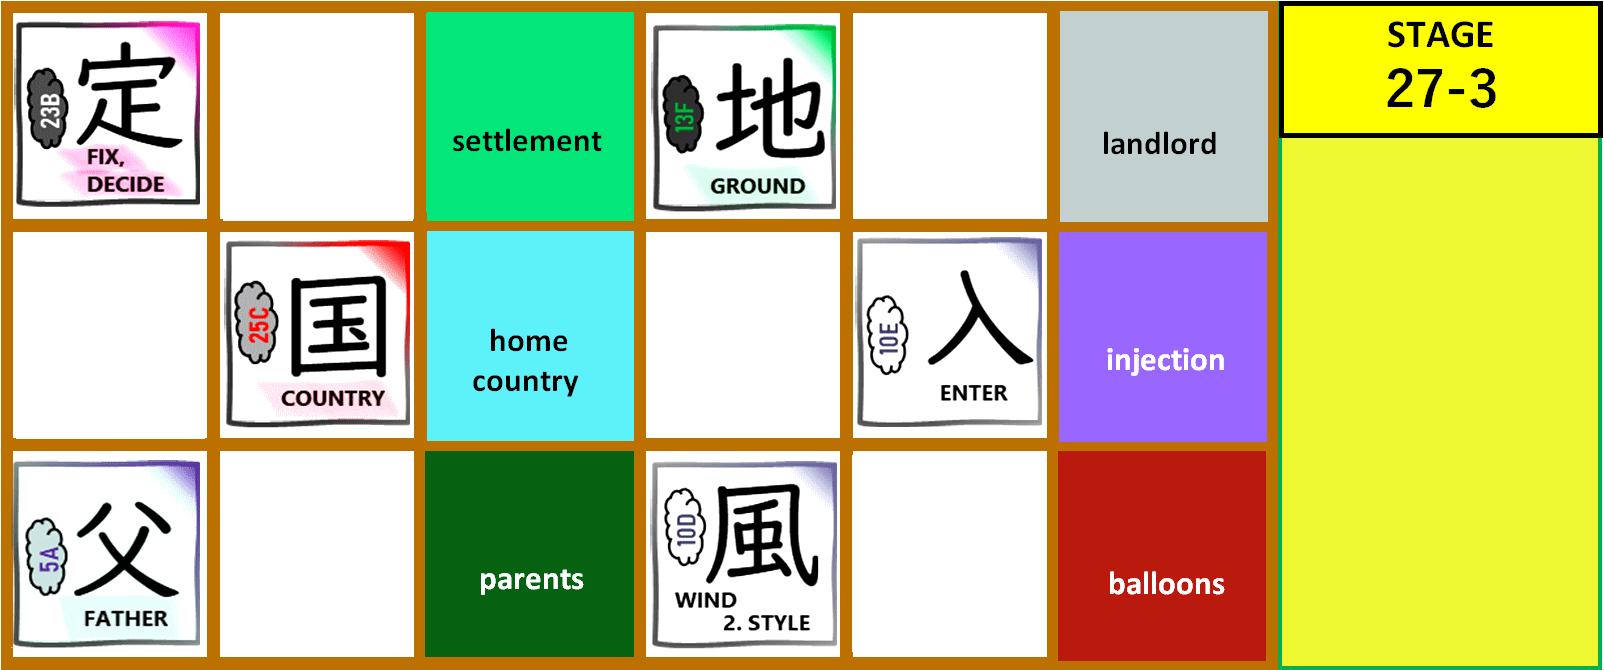 23B
定
FIX,
DECIDE
settlement
13F
地
GROUND
landlord
STAGE
27-3
25C
国
COUNTRY
home
country
10E
入
ENTER
injection
5A
父
FATHER
parents
10D
風
WIND
2. STYLE
balloons